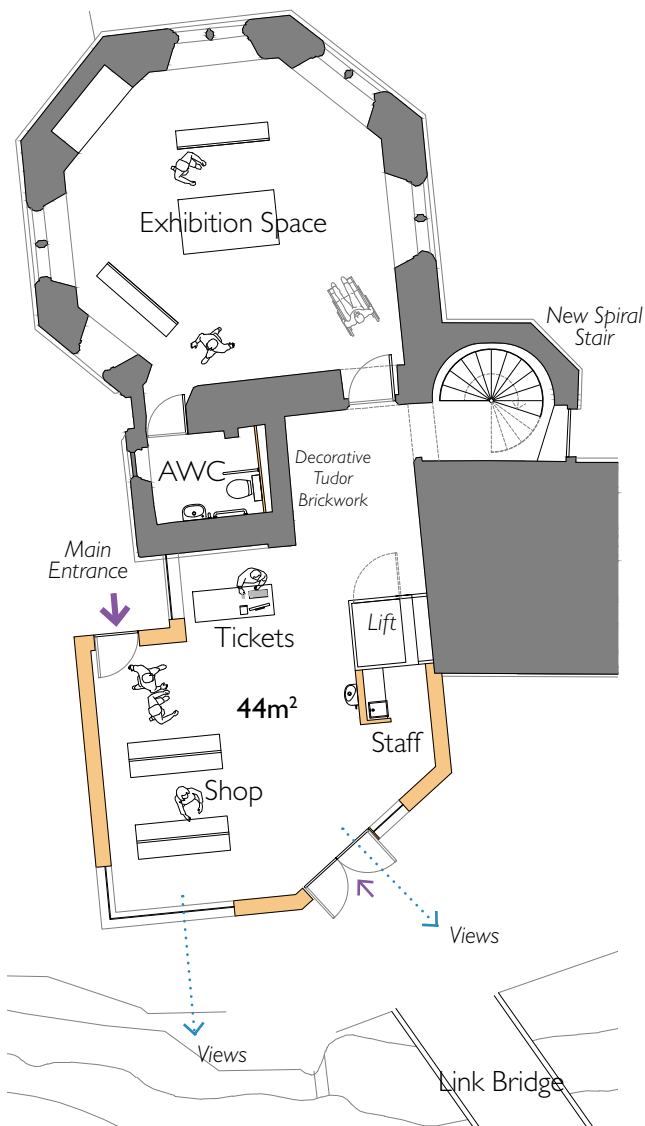 Exhibition Space
New Spiral
Stair
AWC
Decorative
Tudor
Brickwork
Main
Entrance
Lift
Tickets
44m²
Staff
Shop
Views
Views
Link Bridge